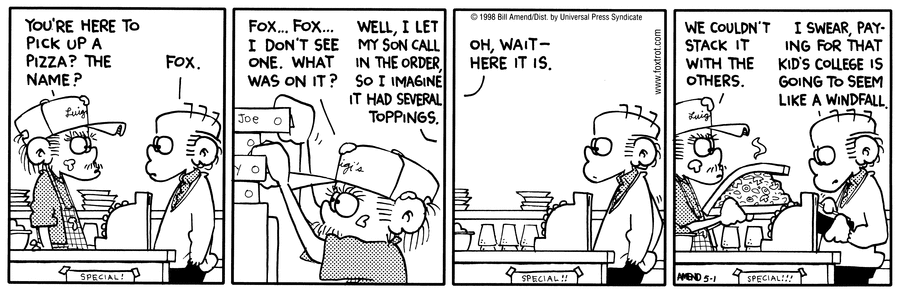 YOU'RE HERE TO
PICK UP A
PIZZA? THE
NAME?
FOX.
Luigi
SPECIAL!
FOX... FOX...
I DON'T SEE
ONE. WHAT
WAS ON IT?
WELL, I LET
MY SON CALL
IN THE ORDER,
SO I IMAGINE
IT HAD SEVERAL
TOPPINGS.
Joe
Y
igi's
© 1998 Bill Amend/Dist. by Universal Press Syndicate
OH, WAIT—
HERE IT IS.
www.foxtrot.com
SPECIAL!!
WE COULDN'T
STACK IT
WITH THE
OTHERS.
I SWEAR, PAY-
ING FOR THAT
KID'S COLLEGE IS
GOING TO SEEM
LIKE A WINDFALL.
Luigi
AMEND 5-1
SPECIAL!!!